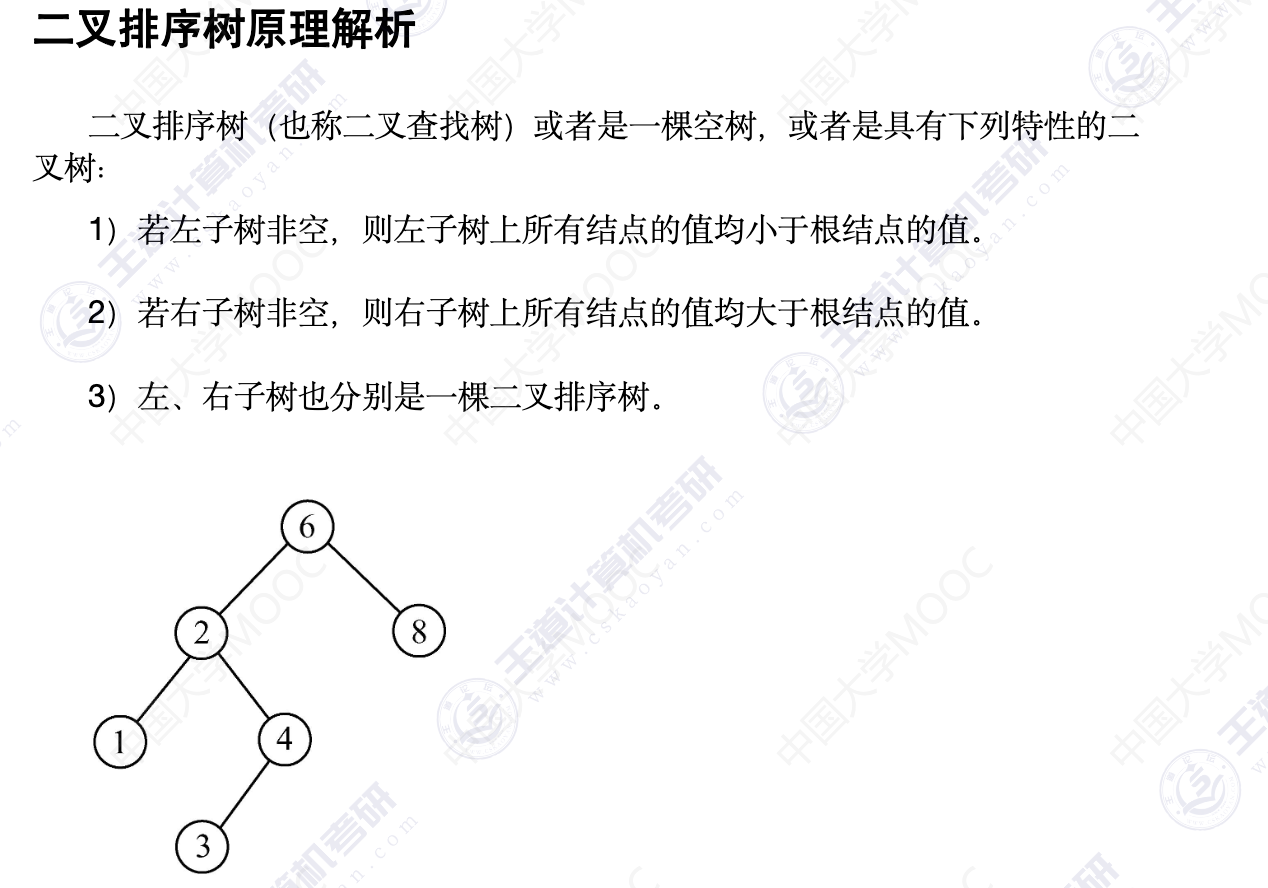 二叉排序树原理解析
二叉排序树（也称二叉查找树）或者是一棵空树，或者是具有下列特性的二
叉树：
1）若左子树非空，则左子树上所有结点的值均小于根结点的值。
2）若右子树非空，则右子树上所有结点的值均大于根结点的值。
3）左、右子树也分别是一棵二叉排序树。
6
2
8
1
4
3
王道计算机考研
www.cskaoyan.com
中国大学MOOC